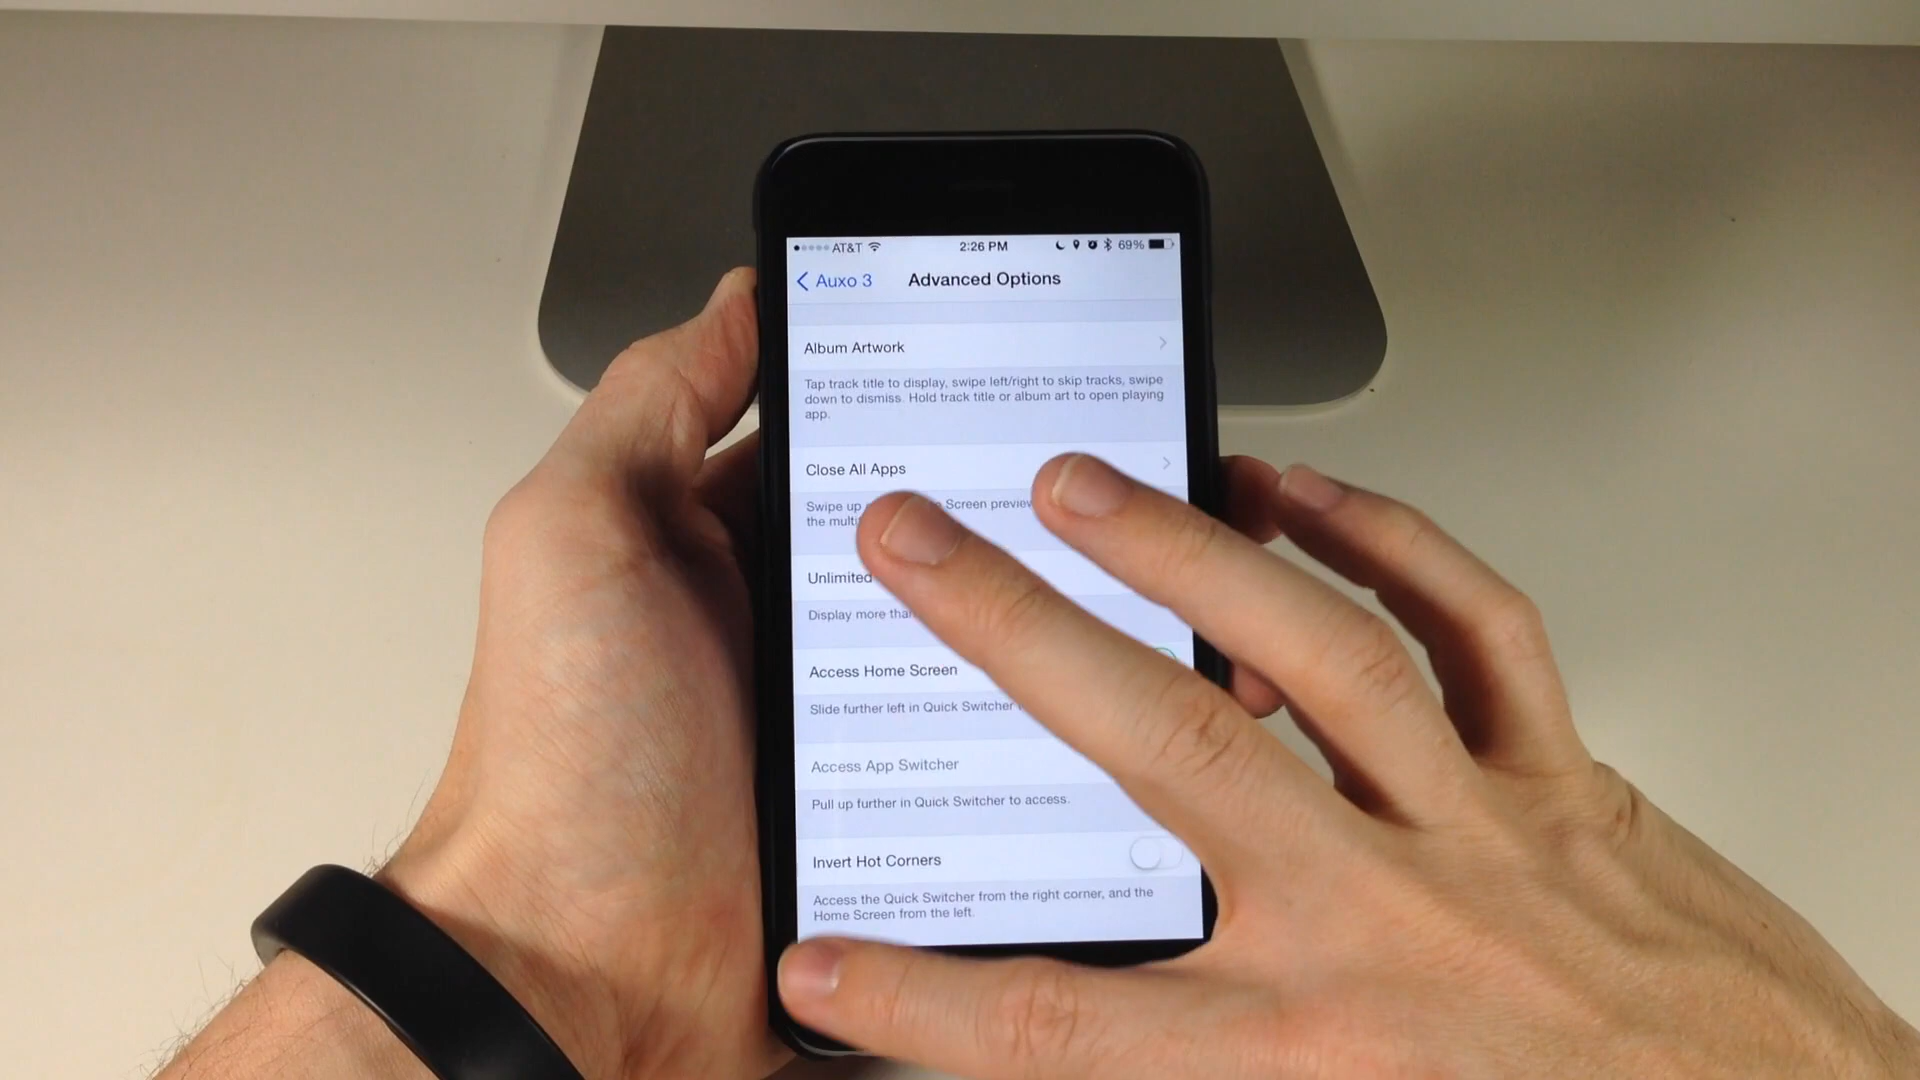 AT&T 2:26 PM 69%
Auxo 3 Advanced Options
Album Artwork
Tap track title to display, swipe left/right to skip tracks, swipe
down to dismiss. Hold track title or album art to open playing
app.
Close All Apps
Swipe up Screen preview
the
Unlimited
Display more than
Access Home Screen
Slide further left in Quick Switcher
Access App Switcher
Pull up further in Quick Switcher to access.
Invert Hot Corners
Access the Quick Switcher from the right corner, and the
Home Screen from the left.